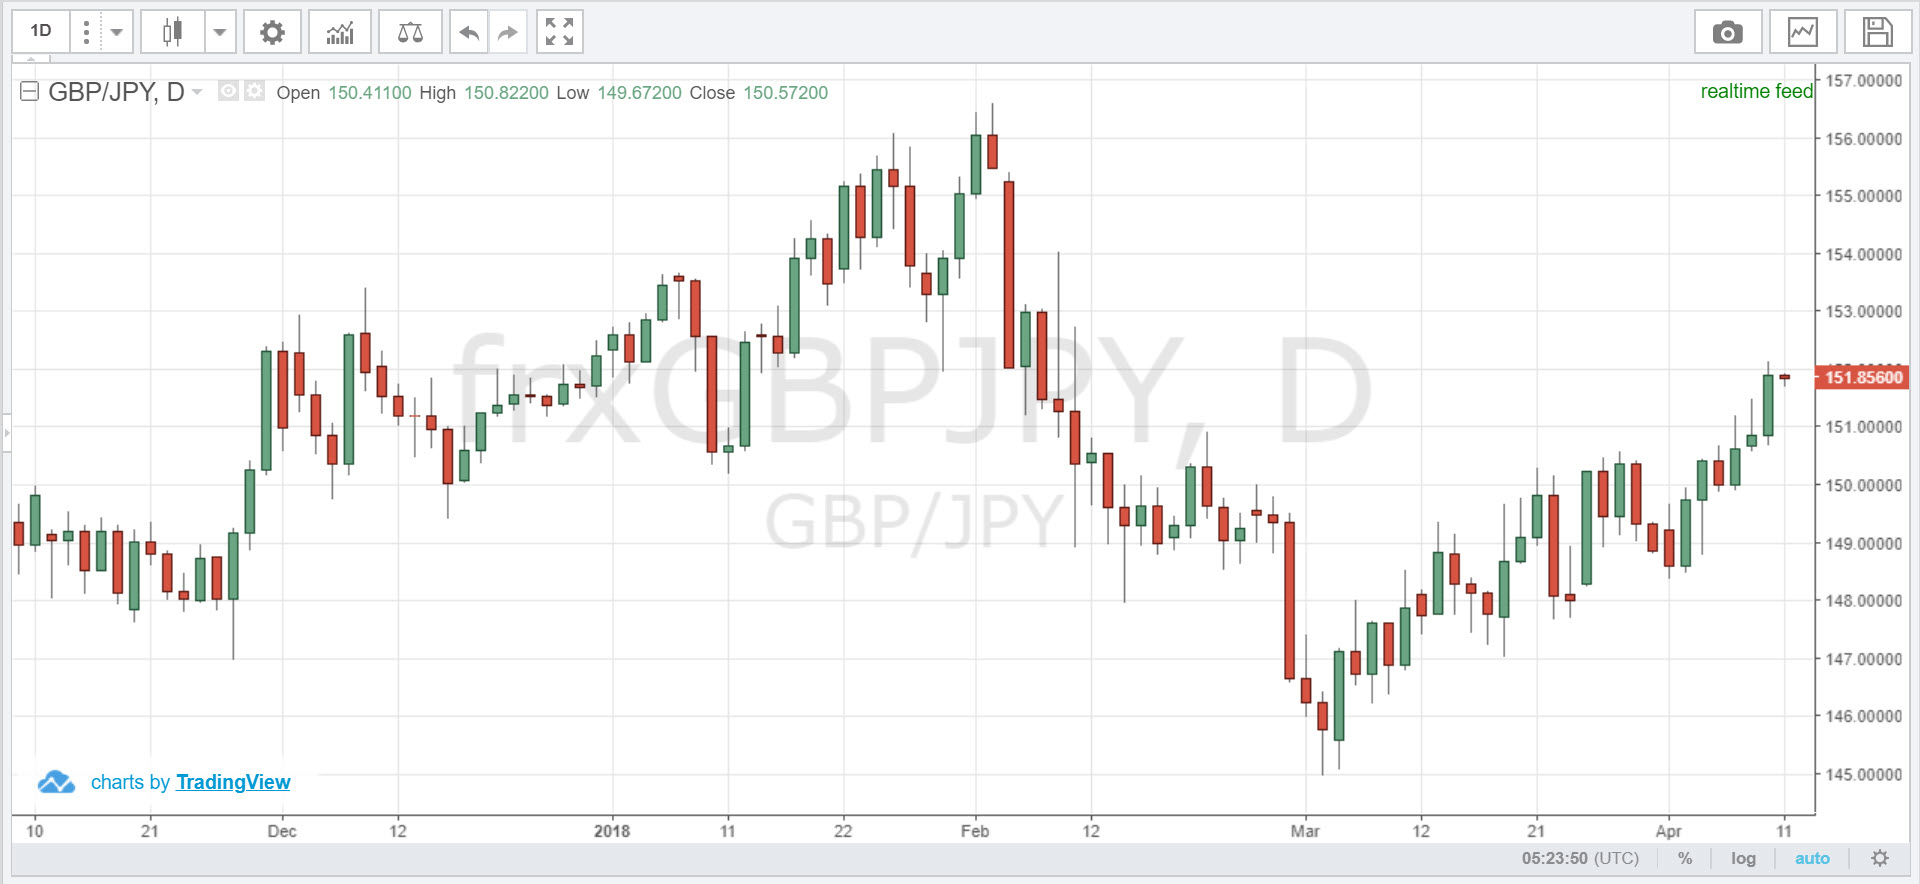 1D
GBP/JPY, D Open 150.41100 High 150.82200 Low 149.67200 Close 150.57200
realtime feed
157.00000
156.00000
155.00000
154.00000
153.00000
151.85600
151.00000
150.00000
149.00000
148.00000
147.00000
146.00000
145.00000
frxGBPJPY, D
GBP/JPY
charts by TradingView
10 21 Dec 12 2018 11 22 Feb 12 Mar 12 21 Apr 11
05:23:50 (UTC) % log auto